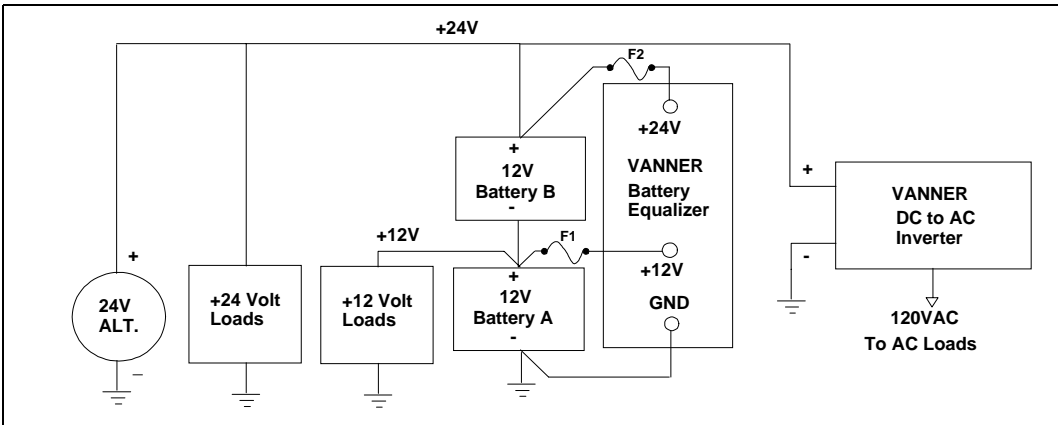 +24V
F2
+24V
+
12V
Battery B
-
VANNER
Battery
Equalizer
+
VANNER
DC to AC
Inverter
-
+12V
F1
+12V
+
24V
ALT.
-
+24 Volt
Loads
+12 Volt
Loads
+
12V
Battery A
-
GND
120VAC
To AC Loads